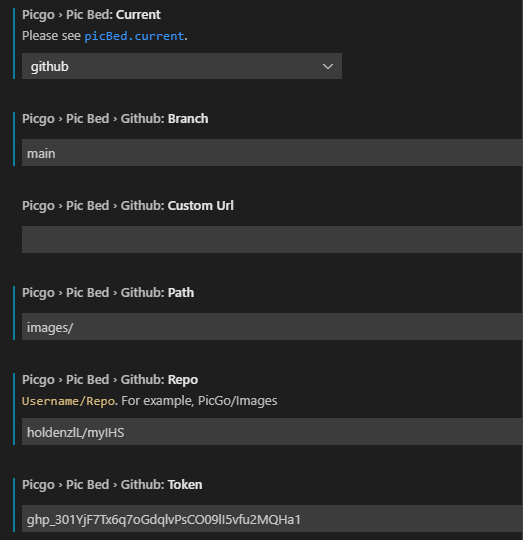 Picgo › Pic Bed: Current
Please see picBed.current.
github
Picgo › Pic Bed › Github: Branch
main
Picgo › Pic Bed › Github: Custom Url
Picgo › Pic Bed › Github: Path
images/
Picgo › Pic Bed › Github: Repo
Username/Repo. For example, PicGo/Images
holdenzlL/myIHS
Picgo › Pic Bed › Github: Token